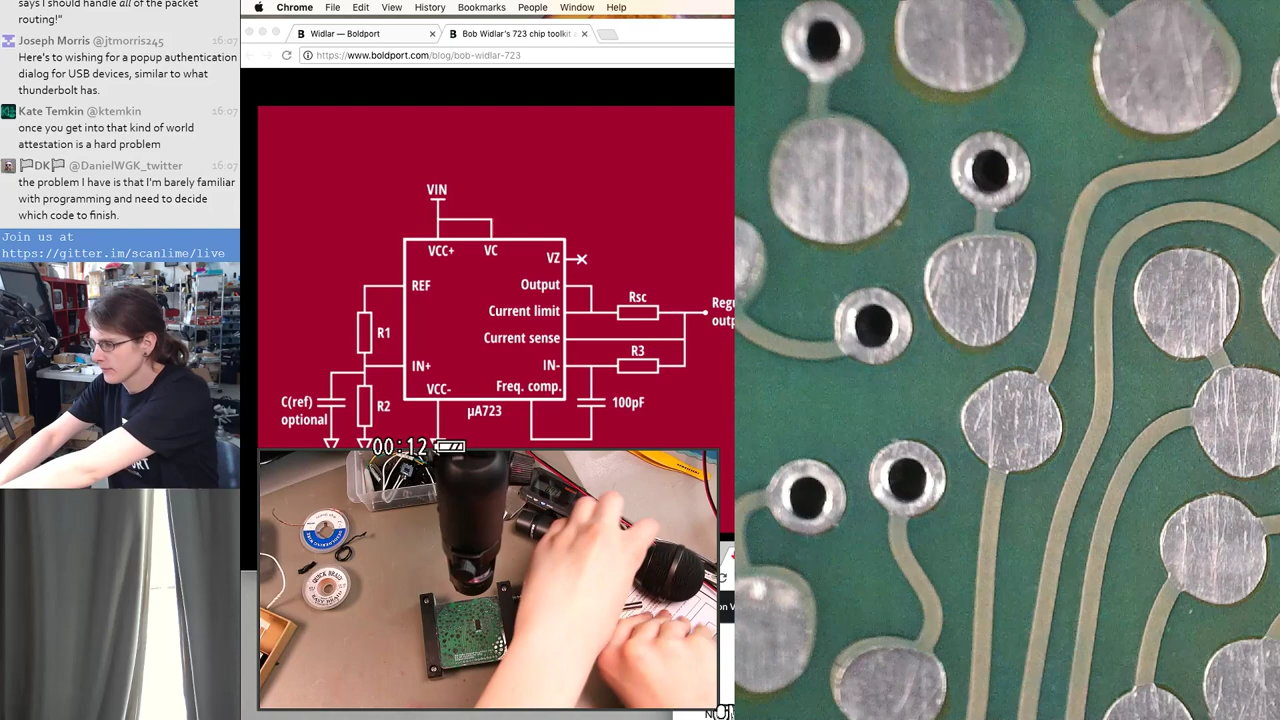 says I should handle all of the packet
routing!"
Joseph Morris @jtmorris245 16:07
Here's to wishing for a popup authentication
dialog for USB devices, similar to what
thunderbolt has.
Kate Temkin @ktemkin 16:07
once you get into that kind of world
attestation is a hard problem
DK @DanielWGK_twitter 16:07
the problem I have is that I'm barely familiar
with programming and need to decide
which code to finish.
Join us at
https://gitter.im/scanlime/live
Chrome File Edit View History Bookmarks People Window Help
B Widlar — Boldport ×
B Bob Widlar's 723 chip toolkit a ×
https://www.boldport.com/blog/bob-widlar-723
VIN
VCC+ VC
VZ
REF
Output
Current limit
Rsc
R1
Current sense
R3
IN+
IN-
VCC-
Freq. comp.
C(ref)
optional
R2
µA723
100pF
00:12